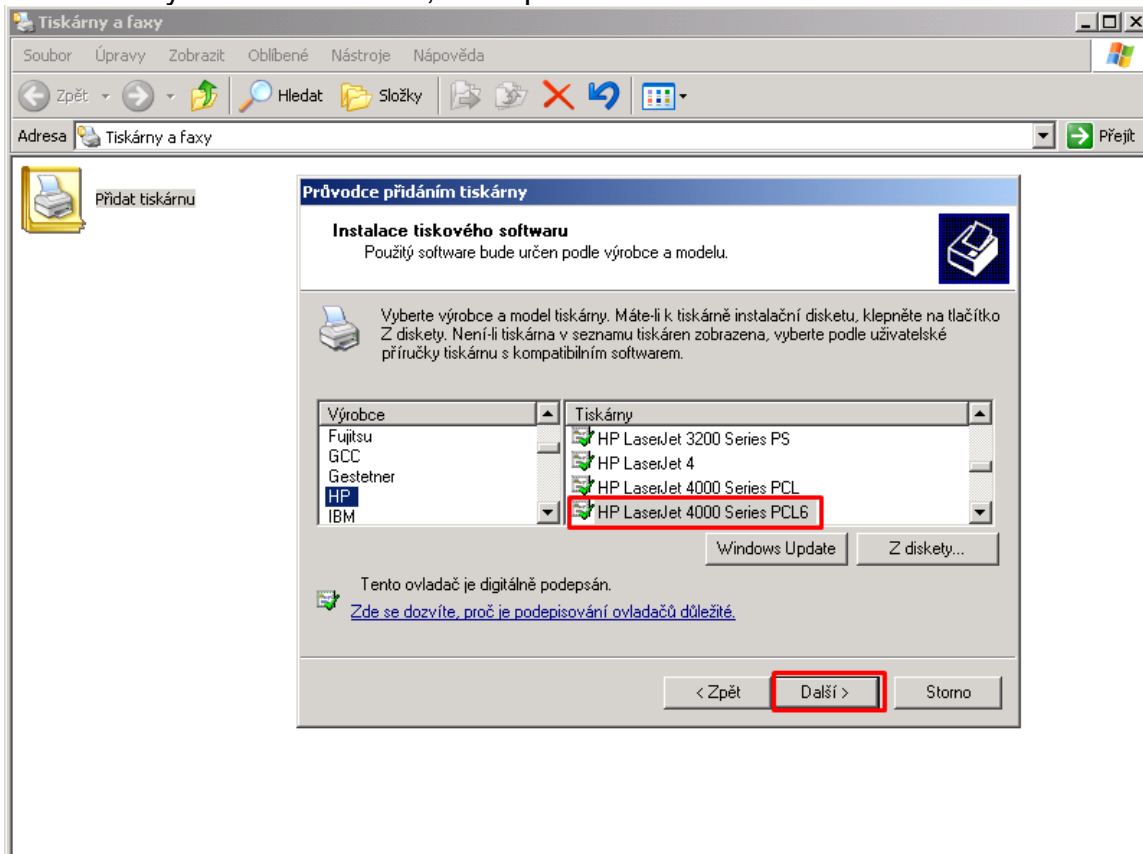 Tiskárny a faxy
Soubor Úpravy Zobrazit Oblíbené Nástroje Nápověda
Zpět Hledat Složky
Adresa Tiskárny a faxy Přejít
Přidat tiskárnu
Průvodce přidáním tiskárny
Instalace tiskového softwaru
Použitý software bude určen podle výrobce a modelu.
Vyberte výrobce a model tiskárny. Máte-li k tiskárně instalační disketu, klepněte na tlačítko
Z diskety. Není-li tiskárna v seznamu tiskáren zobrazena, vyberte podle uživatelské
příručky tiskárnu s kompatibilním softwarem.
Výrobce
Fujitsu
GCC
Gestetner
HP
IBM
Tiskárny
HP LaserJet 3200 Series PS
HP LaserJet 4
HP LaserJet 4000 Series PCL
HP LaserJet 4000 Series PCL6
Windows Update Z diskety...
Tento ovladač je digitálně podepsán.
Zde se dozvíte, proč je podepisování ovladačů důležité.
< Zpět Další > Storno